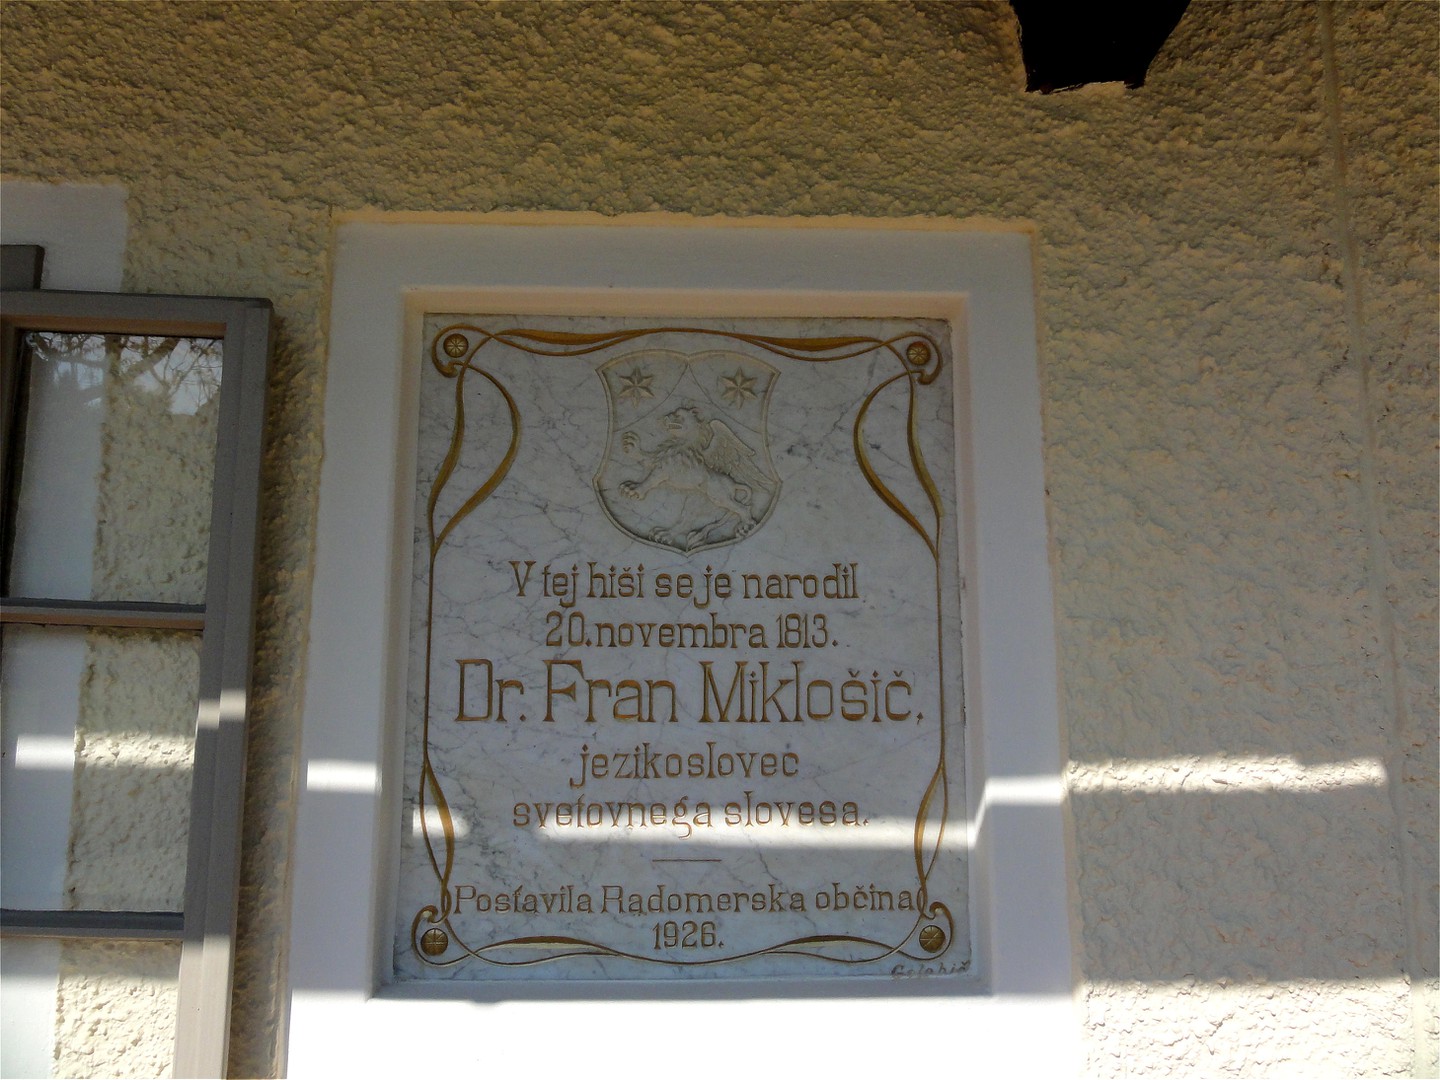 V tej hiši se je narodil
20. novembra 1813.
Dr. Fran Miklošič,
jezikoslovec
svetovnega slovesa.
Postavila Radomerska občina
1926.